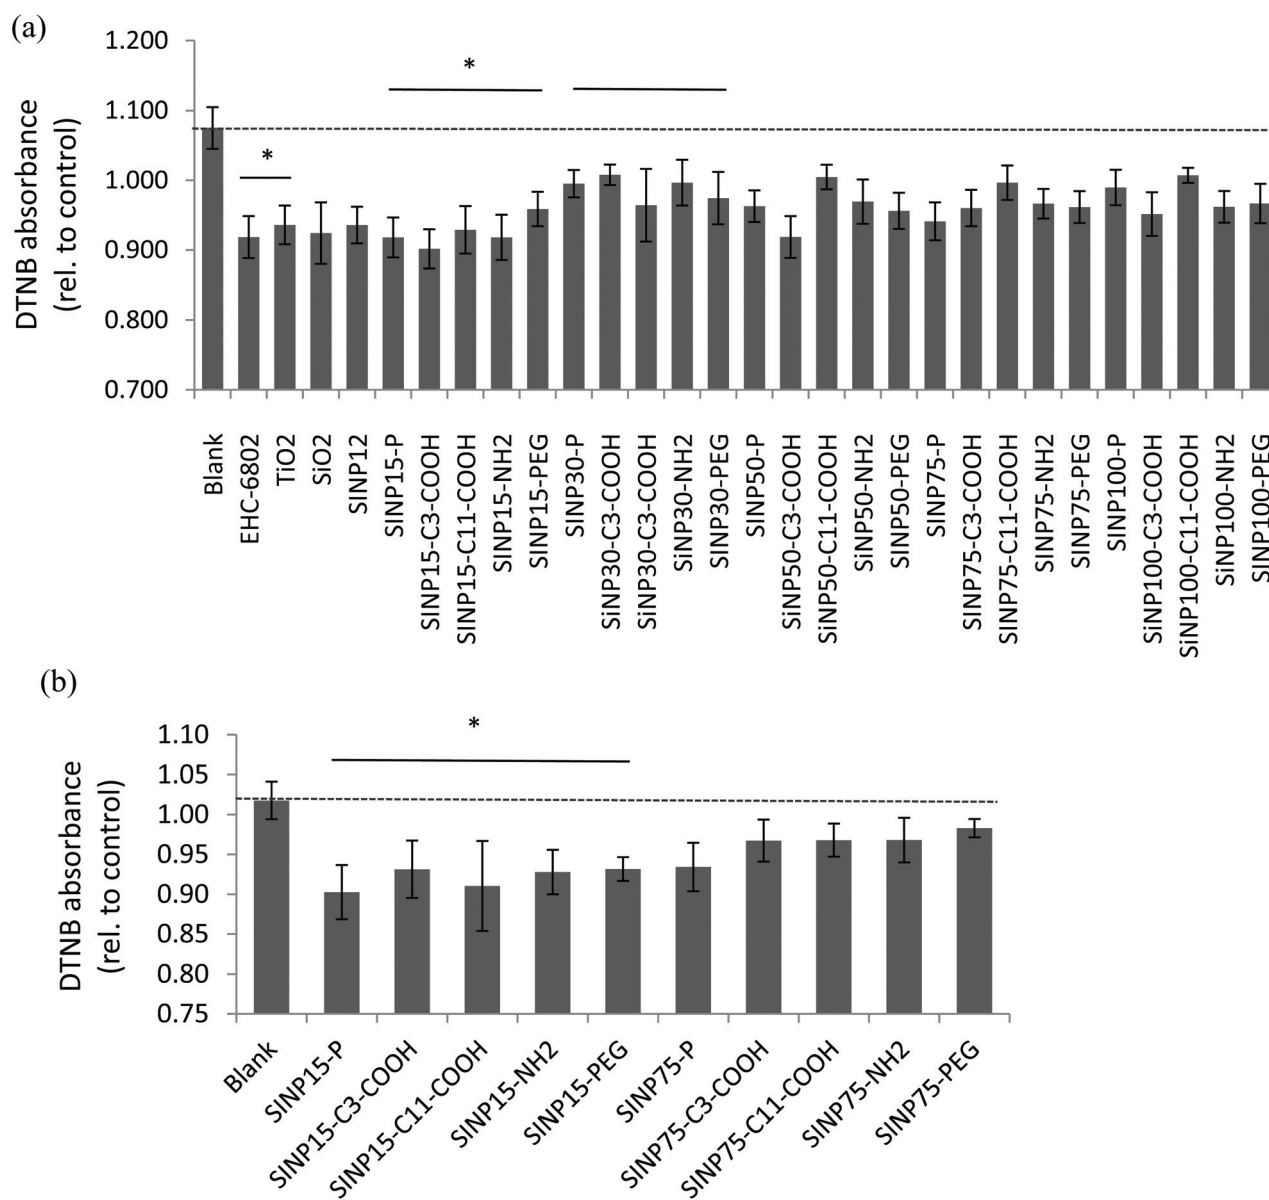 (a)
DTNB absorbance
(rel. to control)
1.200
1.100
1.000
0.900
0.800
0.700
*
*
Blank
EHC-6802
TiO2
SiO2
SINP12
SINP15-P
SINP15-C3-COOH
SINP15-C11-COOH
SINP15-NH2
SINP15-PEG
SINP30-P
SiNP30-C3-COOH
SiNP30-C3-COOH
SiNP30-NH2
SINP30-PEG
SINP50-P
SiNP50-C3-COOH
SiNP50-C11-COOH
SiNP50-NH2
SINP50-PEG
SINP75-P
SINP75-C3-COOH
SINP75-C11-COOH
SINP75-NH2
SINP75-PEG
SINP100-P
SiNP100-C3-COOH
SiNP100-C11-COOH
SiNP100-NH2
SINP100-PEG
(b)
DTNB absorbance
(rel. to control)
1.10
1.05
1.00
0.95
0.90
0.85
0.80
0.75
*
Blank
SINP15-P
SINP15-C3-COOH
SINP15-C11-COOH
SINP15-NH2
SINP15-PEG
SINP75-P
SINP75-C3-COOH
SINP75-C11-COOH
SINP75-NH2
SINP75-PEG